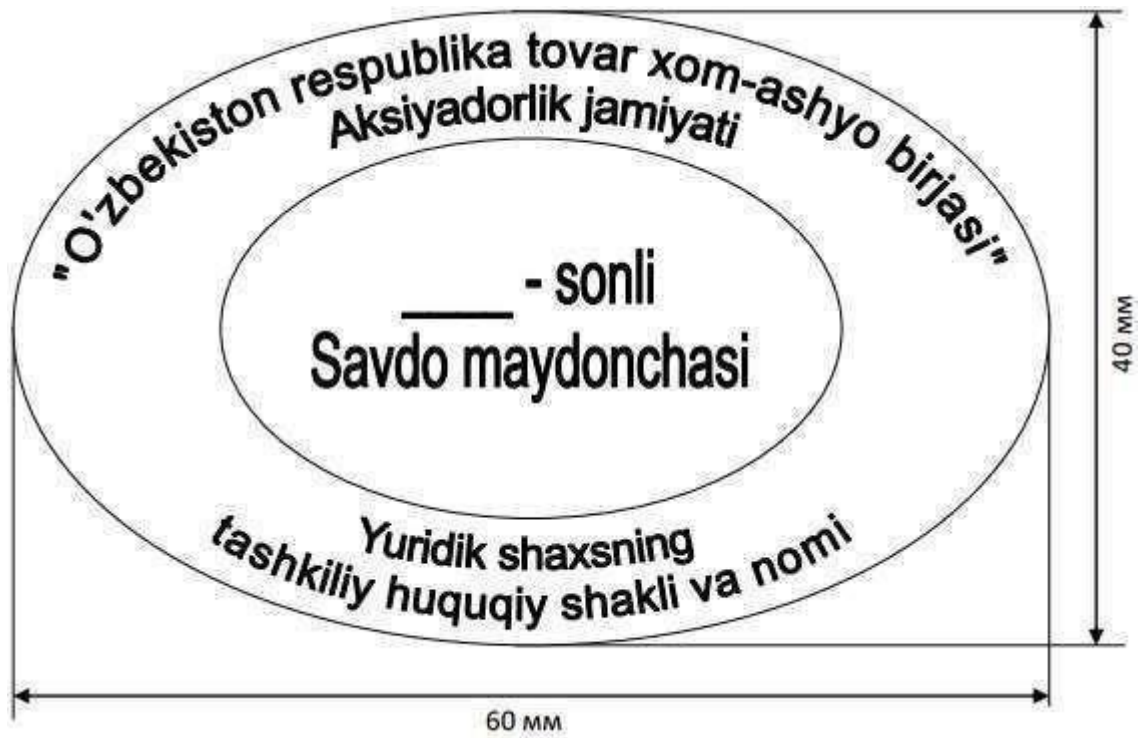 "O'zbekiston respublika tovar xom-ashyo birjasi"
Aksiyadorlik jamiyati
____ - sonli
Savdo maydonchasi
Yuridik shaxsning
tashkiliy huquqiy shakli va nomi
40 мм
60 мм